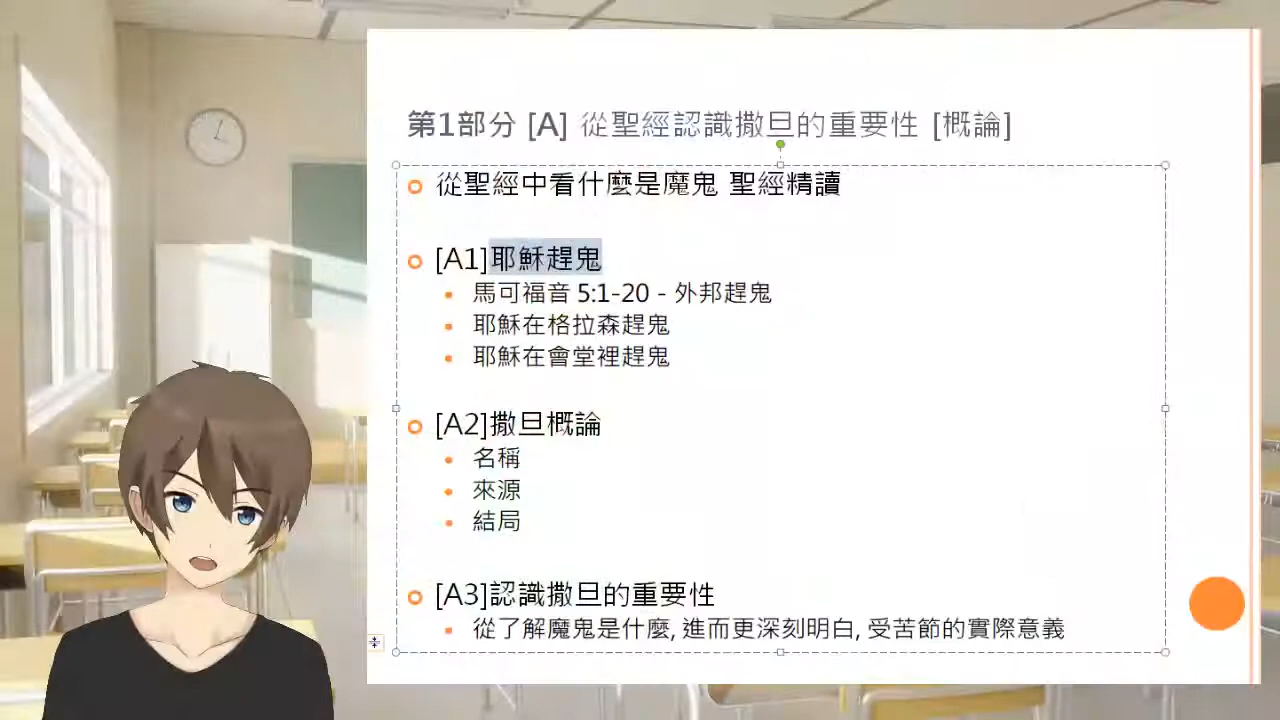 第1部分 [A] 從聖經認識撒旦的重要性 [概論]
從聖經中看什麼是魔鬼 聖經精讀
[A1]耶穌趕鬼
馬可福音 5:1-20 - 外邦趕鬼
耶穌在格拉森趕鬼
耶穌在會堂裡趕鬼
[A2]撒旦概論
名稱
來源
結局
[A3]認識撒旦的重要性
從了解魔鬼是什麼, 進而更深刻明白, 受苦節的實際意義